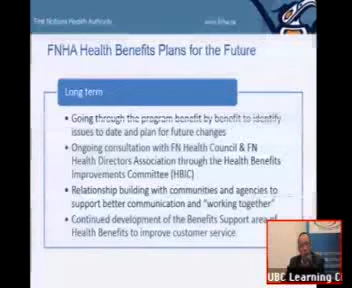 First Nations Health Authority
www.fnha.ca
FNHA Health Benefits Plans for the Future
Long term
• Going through the program benefit by benefit to identify
issues to date and plan for future changes
• Ongoing consultation with FN Health Council & FN
Health Directors Association through the Health Benefits
Improvements Committee (HBIC)
• Relationship building with communities and agencies to
support better communication and "working together"
• Continued development of the Benefits Support area of
Health Benefits to improve customer service.
UBC Learning Ci